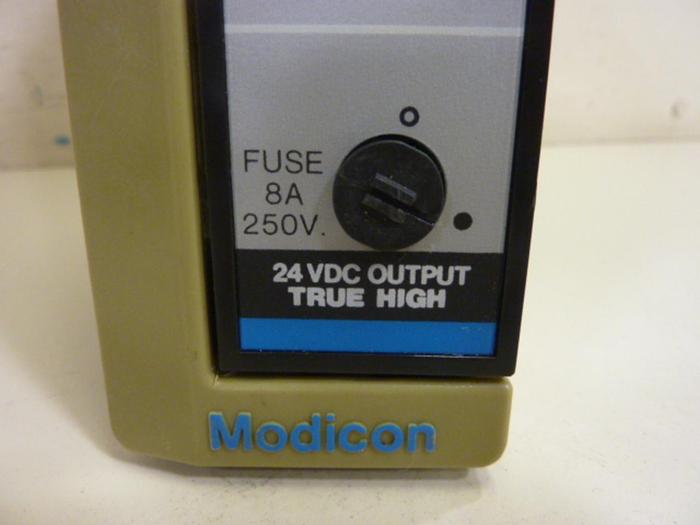 FUSE
8A
250V.
24 VDC OUTPUT
TRUE HIGH
Modicon